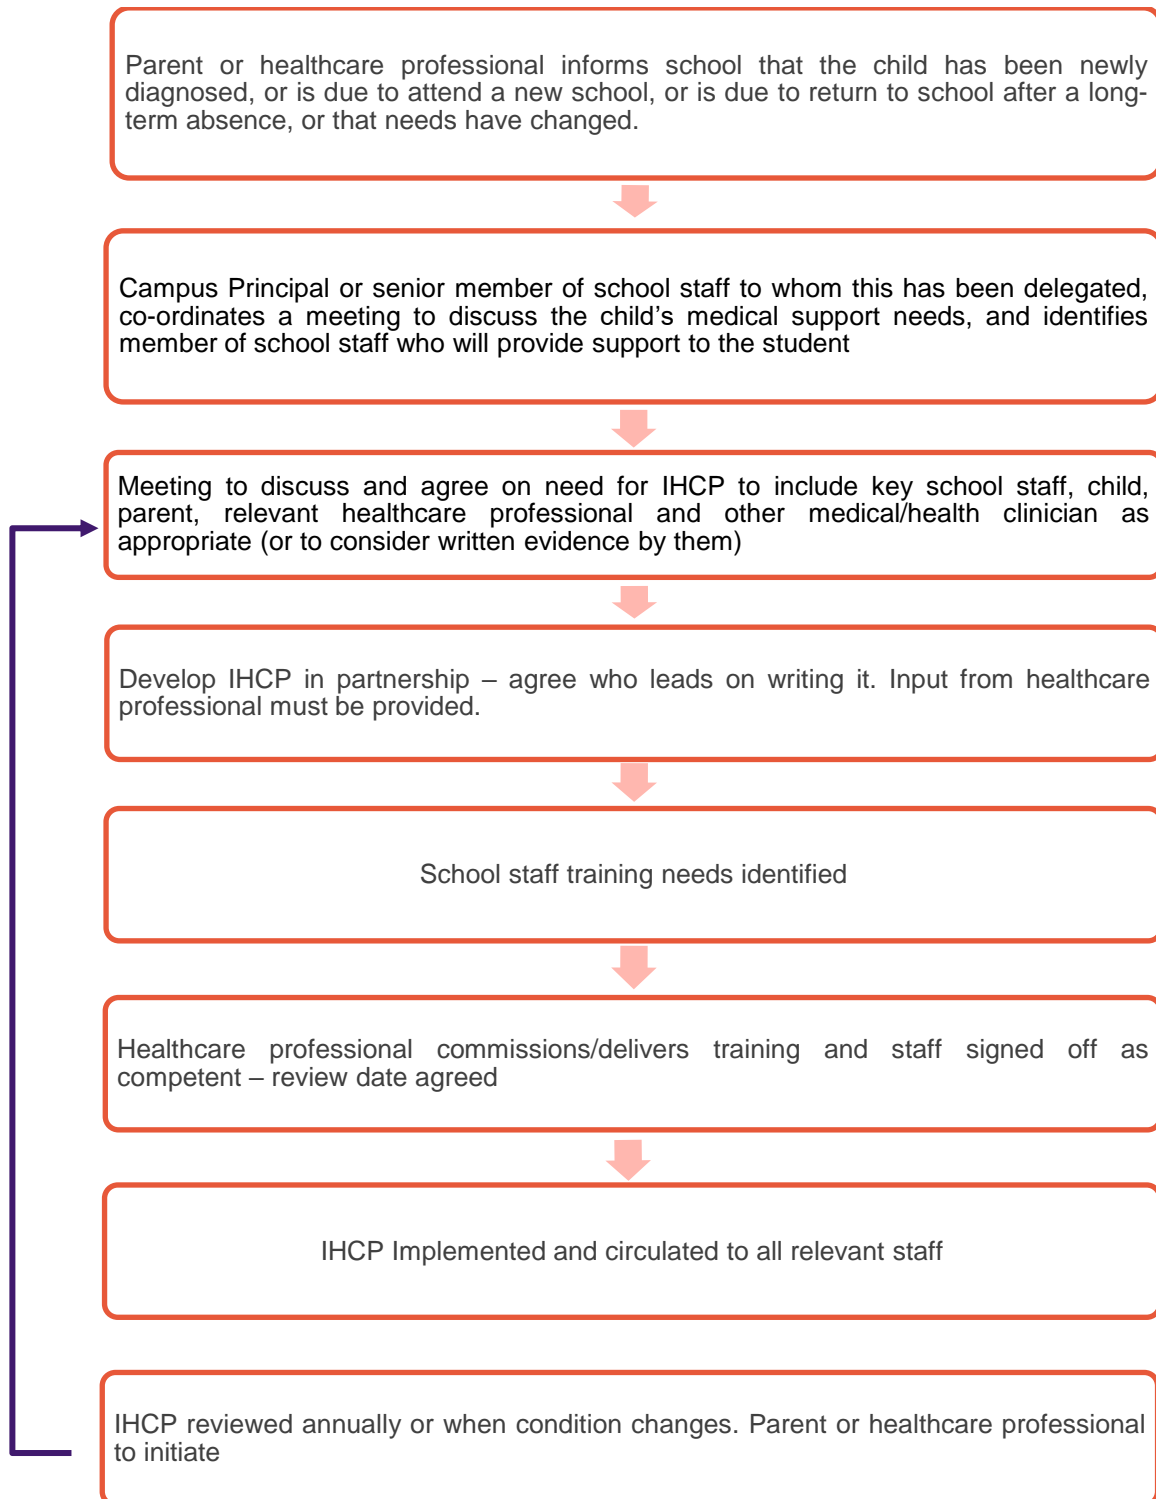 Parent or healthcare professional informs school that the child has been newly
diagnosed, or is due to attend a new school, or is due to return to school after a long-
term absence, or that needs have changed.
Campus Principal or senior member of school staff to whom this has been delegated,
co-ordinates a meeting to discuss the child’s medical support needs, and identifies
member of school staff who will provide support to the student
Meeting to discuss and agree on need for IHCP to include key school staff, child,
parent, relevant healthcare professional and other medical/health clinician as
appropriate (or to consider written evidence by them)
Develop IHCP in partnership – agree who leads on writing it. Input from healthcare
professional must be provided.
School staff training needs identified
Healthcare professional commissions/delivers training and staff signed off as
competent – review date agreed
IHCP Implemented and circulated to all relevant staff
IHCP reviewed annually or when condition changes. Parent or healthcare professional
to initiate